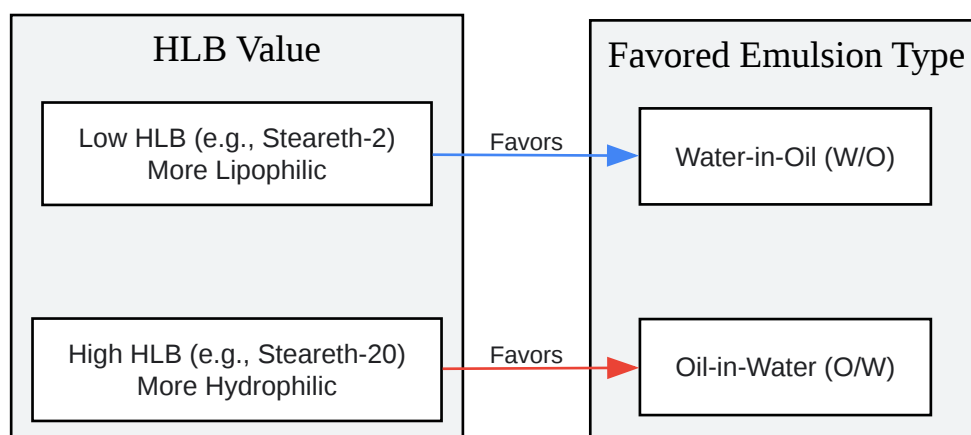 HLB Value
Low HLB (e.g., Steareth-2)
More Lipophilic
High HLB (e.g., Steareth-20)
More Hydrophilic
Favors
Favors
Favored Emulsion Type
Water-in-Oil (W/O)
Oil-in-Water (O/W)